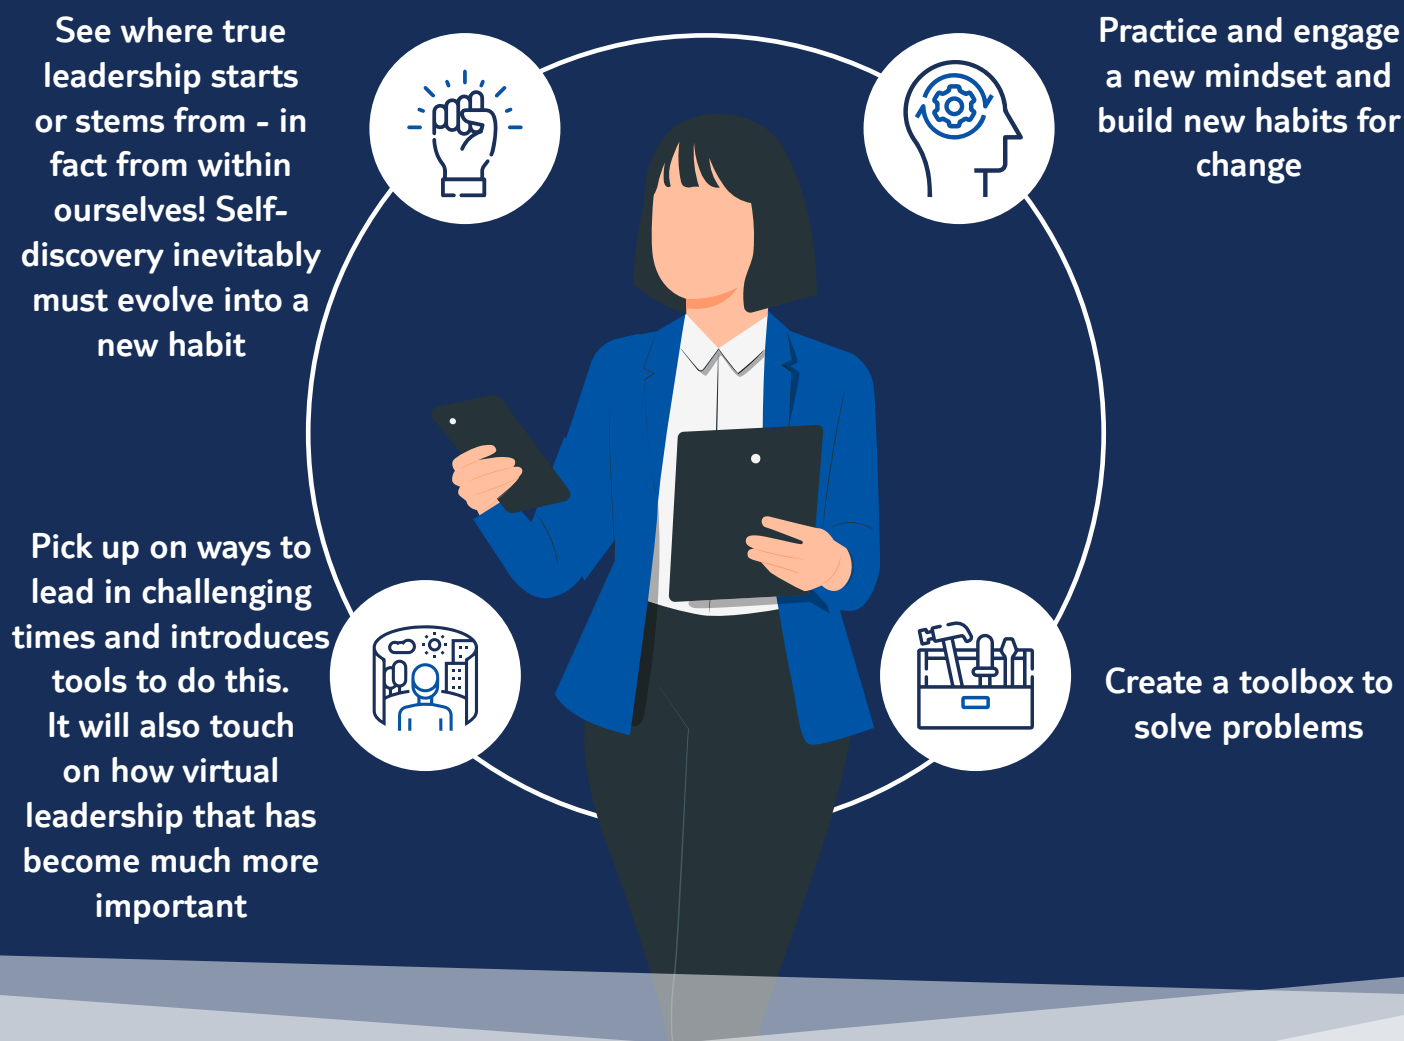 See where true
leadership starts
or stems from - in
fact from within
ourselves! Self-
discovery inevitably
must evolve into a
new habit
Practice and engage
a new mindset and
build new habits for
change
Pick up on ways to
lead in challenging
times and introduces
tools to do this.
It will also touch
on how virtual
leadership that has
become much more
important
Create a toolbox to
solve problems